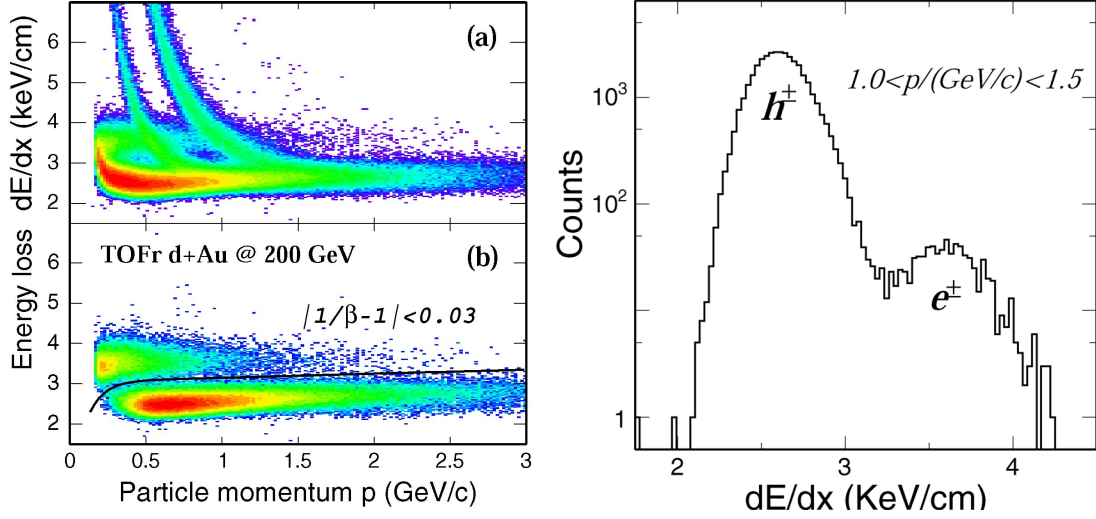 Energy loss dE/dx (keV/cm)
6
5
4
3
2
(a)
6
5
4
3
2
TOFr d+Au @ 200 GeV
(b)
|1/β-1|<0.03
0
0.5
1
1.5
2
2.5
3
Particle momentum p (GeV/c)
Counts
10³
10²
1
1.0<p/(GeV/c)<1.5
h±
e±
2
3
4
dE/dx (KeV/cm)